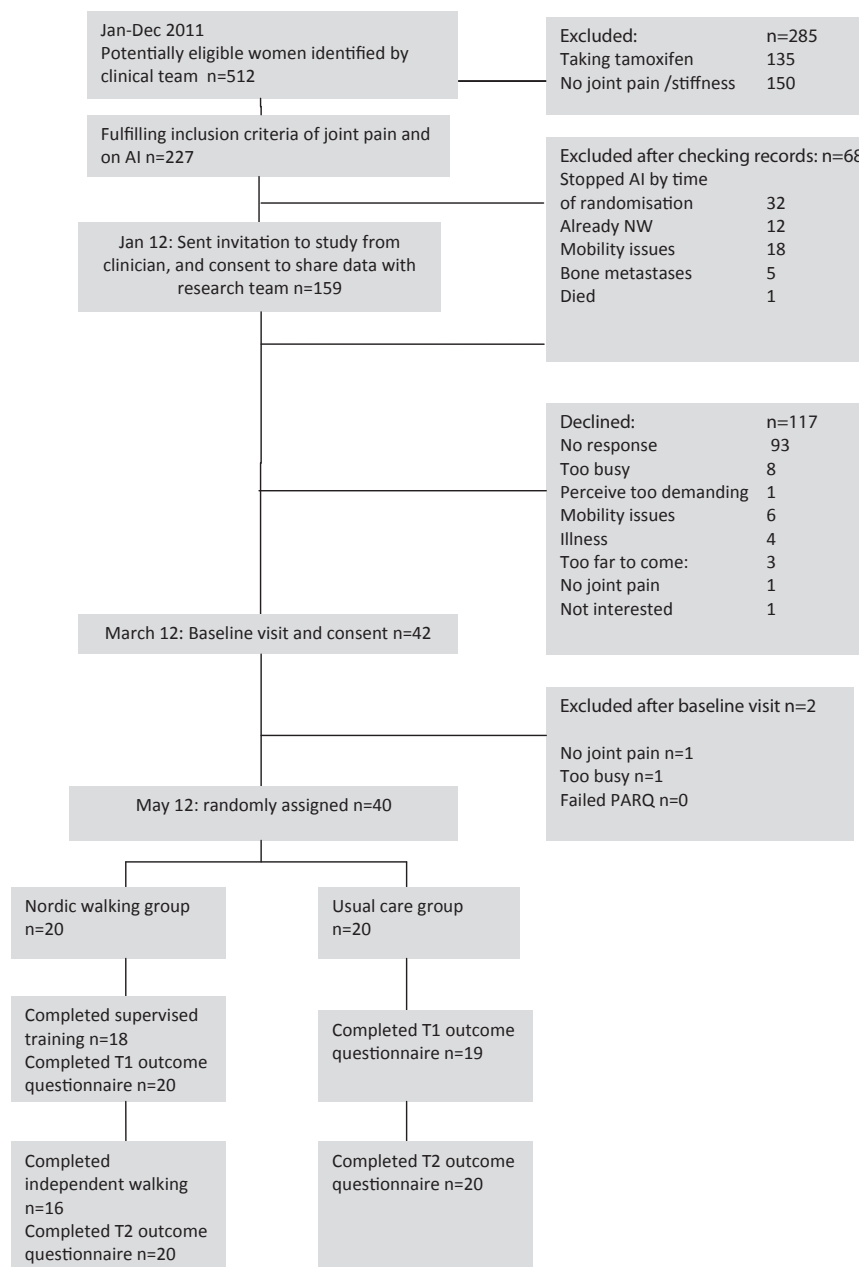 Jan-Dec 2011
Potentially eligible women identified by
clinical team n=512
Excluded: n=285
Taking tamoxifen 135
No joint pain /stiffness 150
Fulfilling inclusion criteria of joint pain and
on AI n=227
Excluded after checking records: n=68
Stopped AI by time
of randomisation 32
Already NW 12
Mobility issues 18
Bone metastases 5
Died 1
Jan 12: Sent invitation to study from
clinician, and consent to share data with
research team n=159
Declined: n=117
No response 93
Too busy 8
Perceive too demanding 1
Mobility issues 6
Illness 4
Too far to come: 3
No joint pain 1
Not interested 1
March 12: Baseline visit and consent n=42
Excluded after baseline visit n=2
No joint pain n=1
Too busy n=1
Failed PARQ n=0
May 12: randomly assigned n=40
Nordic walking group
n=20
Usual care group
n=20
Completed supervised
training n=18
Completed T1 outcome
questionnaire n=20
Completed T1 outcome
questionnaire n=19
Completed
independent walking
n=16
Completed T2 outcome
questionnaire n=20
Completed T2 outcome
questionnaire n=20